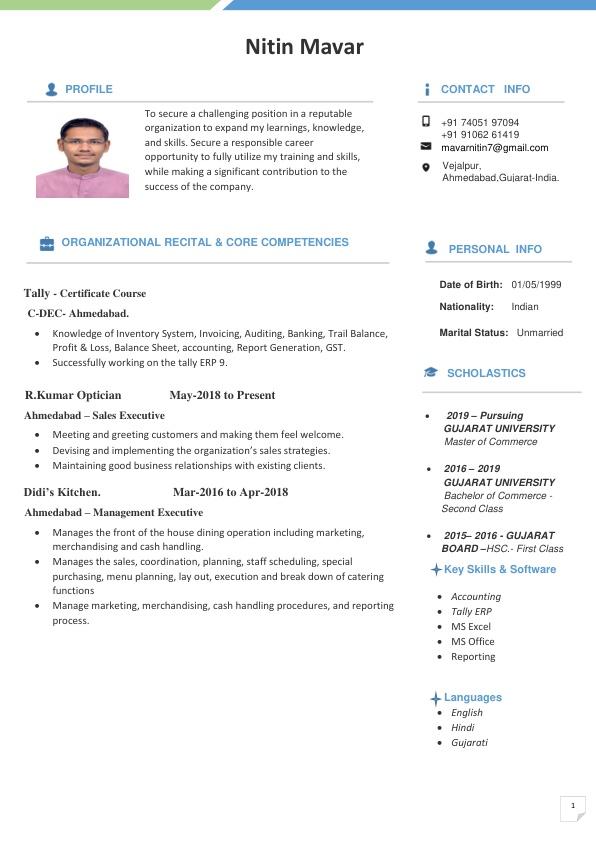 Nitin Mavar
PROFILE
To secure a challenging position in a reputable
organization to expand my learnings, knowledge,
and skills. Secure a responsible career
opportunity to fully utilize my training and skills,
while making a significant contribution to the
success of the company.
ORGANIZATIONAL RECITAL & CORE COMPETENCIES
Tally - Certificate Course
C-DEC- Ahmedabad.
• Knowledge of Inventory System, Invoicing, Auditing, Banking, Trail Balance,
Profit & Loss, Balance Sheet, accounting, Report Generation, GST.
• Successfully working on the tally ERP 9.
R.Kumar Optician May-2018 to Present
Ahmedabad – Sales Executive
• Meeting and greeting customers and making them feel welcome.
• Devising and implementing the organization's sales strategies.
• Maintaining good business relationships with existing clients.
Didi's Kitchen. Mar-2016 to Apr-2018
Ahmedabad – Management Executive
• Manages the front of the house dining operation including marketing,
merchandising and cash handling.
• Manages the sales, coordination, planning, staff scheduling, special
purchasing, menu planning, lay out, execution and break down of catering
functions
• Manage marketing, merchandising, cash handling procedures, and reporting
process.
CONTACT INFO
+91 74051 97094
+91 91062 61419
mavarnitin7@gmail.com
Vejalpur,
Ahmedabad,Gujarat-India.
PERSONAL INFO
Date of Birth: 01/05/1999
Nationality: Indian
Marital Status: Unmarried
SCHOLASTICS
• 2019 – Pursuing
GUJARAT UNIVERSITY
Master of Commerce
• 2016 – 2019
GUJARAT UNIVERSITY
Bachelor of Commerce -
Second Class
• 2015– 2016 - GUJARAT
BOARD –HSC.- First Class
Key Skills & Software
• Accounting
• Tally ERP
• MS Excel
• MS Office
• Reporting
Languages
• English
• Hindi
• Gujarati
1